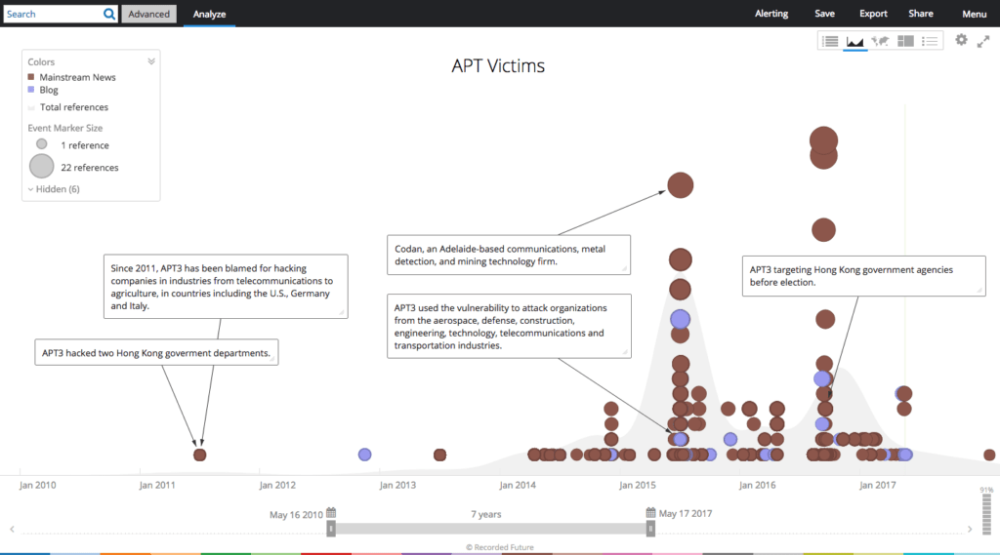 Search
Advanced
Analyze
Alerting
Save
Export
Share
Menu
APT Victims
Colors
Mainstream News
Blog
Total references
Event Marker Size
1 reference
22 references
Hidden (6)
Codan, an Adelaide-based communications, metal
detection, and mining technology firm.
Since 2011, APT3 has been blamed for hacking
companies in industries from telecommunications to
agriculture, in countries including the U.S., Germany
and Italy.
APT3 targeting Hong Kong government agencies
before election.
APT3 used the vulnerability to attack organizations
from the aerospace, defense, construction,
engineering, technology, telecommunications and
transportation industries.
APT3 hacked two Hong Kong goverment departments.
Jan 2010
Jan 2011
Jan 2012
Jan 2013
Jan 2014
Jan 2015
Jan 2016
Jan 2017
91%
May 16 2010
7 years
May 17 2017
© Recorded Future